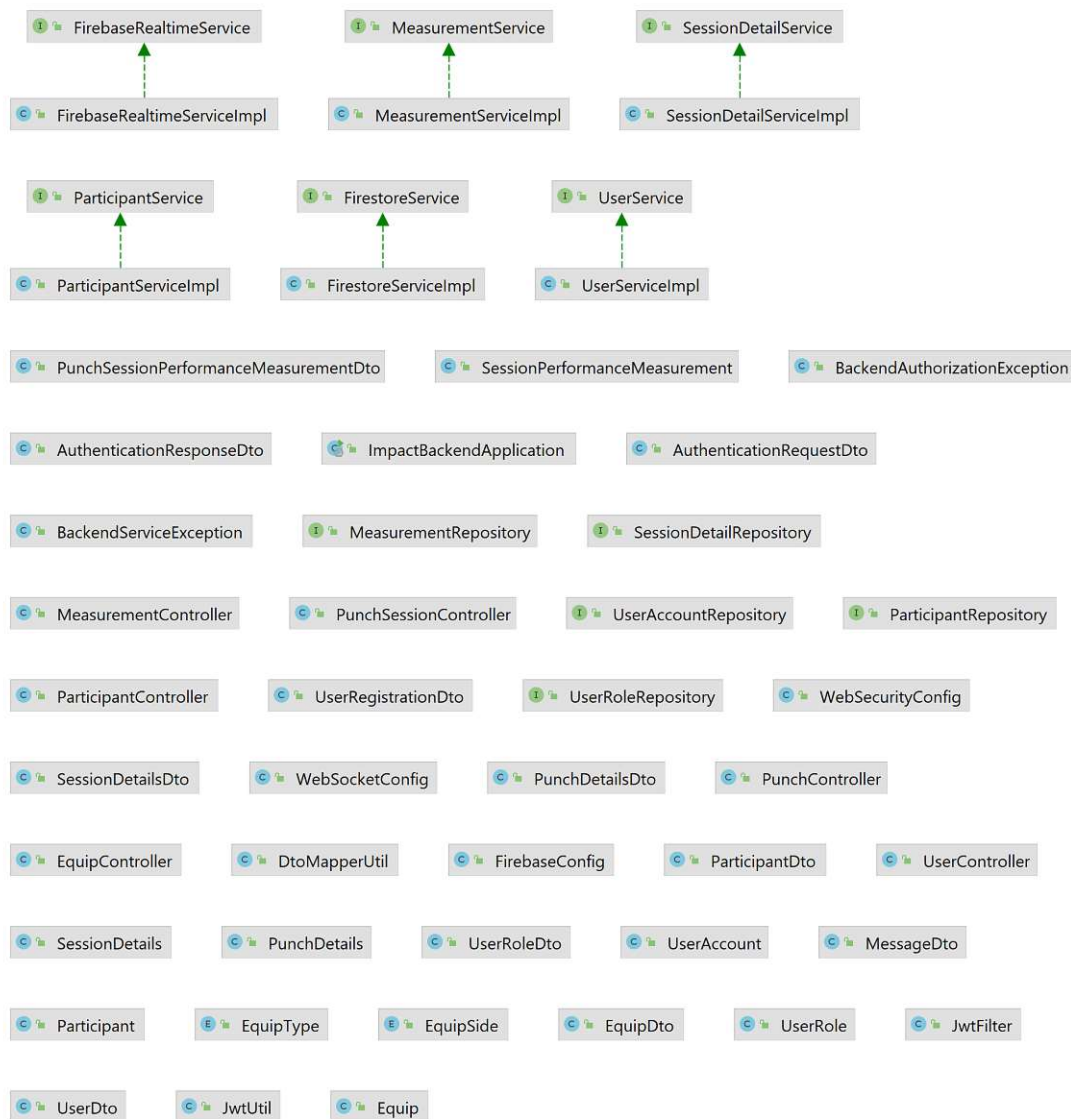 I FirebaseRealtimeService I MeasurementService I SessionDetailService
C FirebaseRealtimeServiceImpl C MeasurementServiceImpl C SessionDetailServiceImpl
I ParticipantService I FirestoreService I UserService
C ParticipantServiceImpl C FirestoreServiceImpl C UserServiceImpl
C PunchSessionPerformanceMeasurementDto C SessionPerformanceMeasurement C BackendAuthorizationException
C AuthenticationResponseDto C ImpactBackendApplication C AuthenticationRequestDto
C BackendServiceException I MeasurementRepository I SessionDetailRepository
C MeasurementController C PunchSessionController I UserAccountRepository I ParticipantRepository
C ParticipantController C UserRegistrationDto I UserRoleRepository C WebSecurityConfig
C SessionDetailsDto C WebSocketConfig C PunchDetailsDto C PunchController
C EquipController C DtoMapperUtil C FirebaseConfig C ParticipantDto C UserController
C SessionDetails C PunchDetails C UserRoleDto C UserAccount C MessageDto
C Participant E EquipType E EquipSide C EquipDto C UserRole C JwtFilter
C UserDto C JwtUtil C Equip